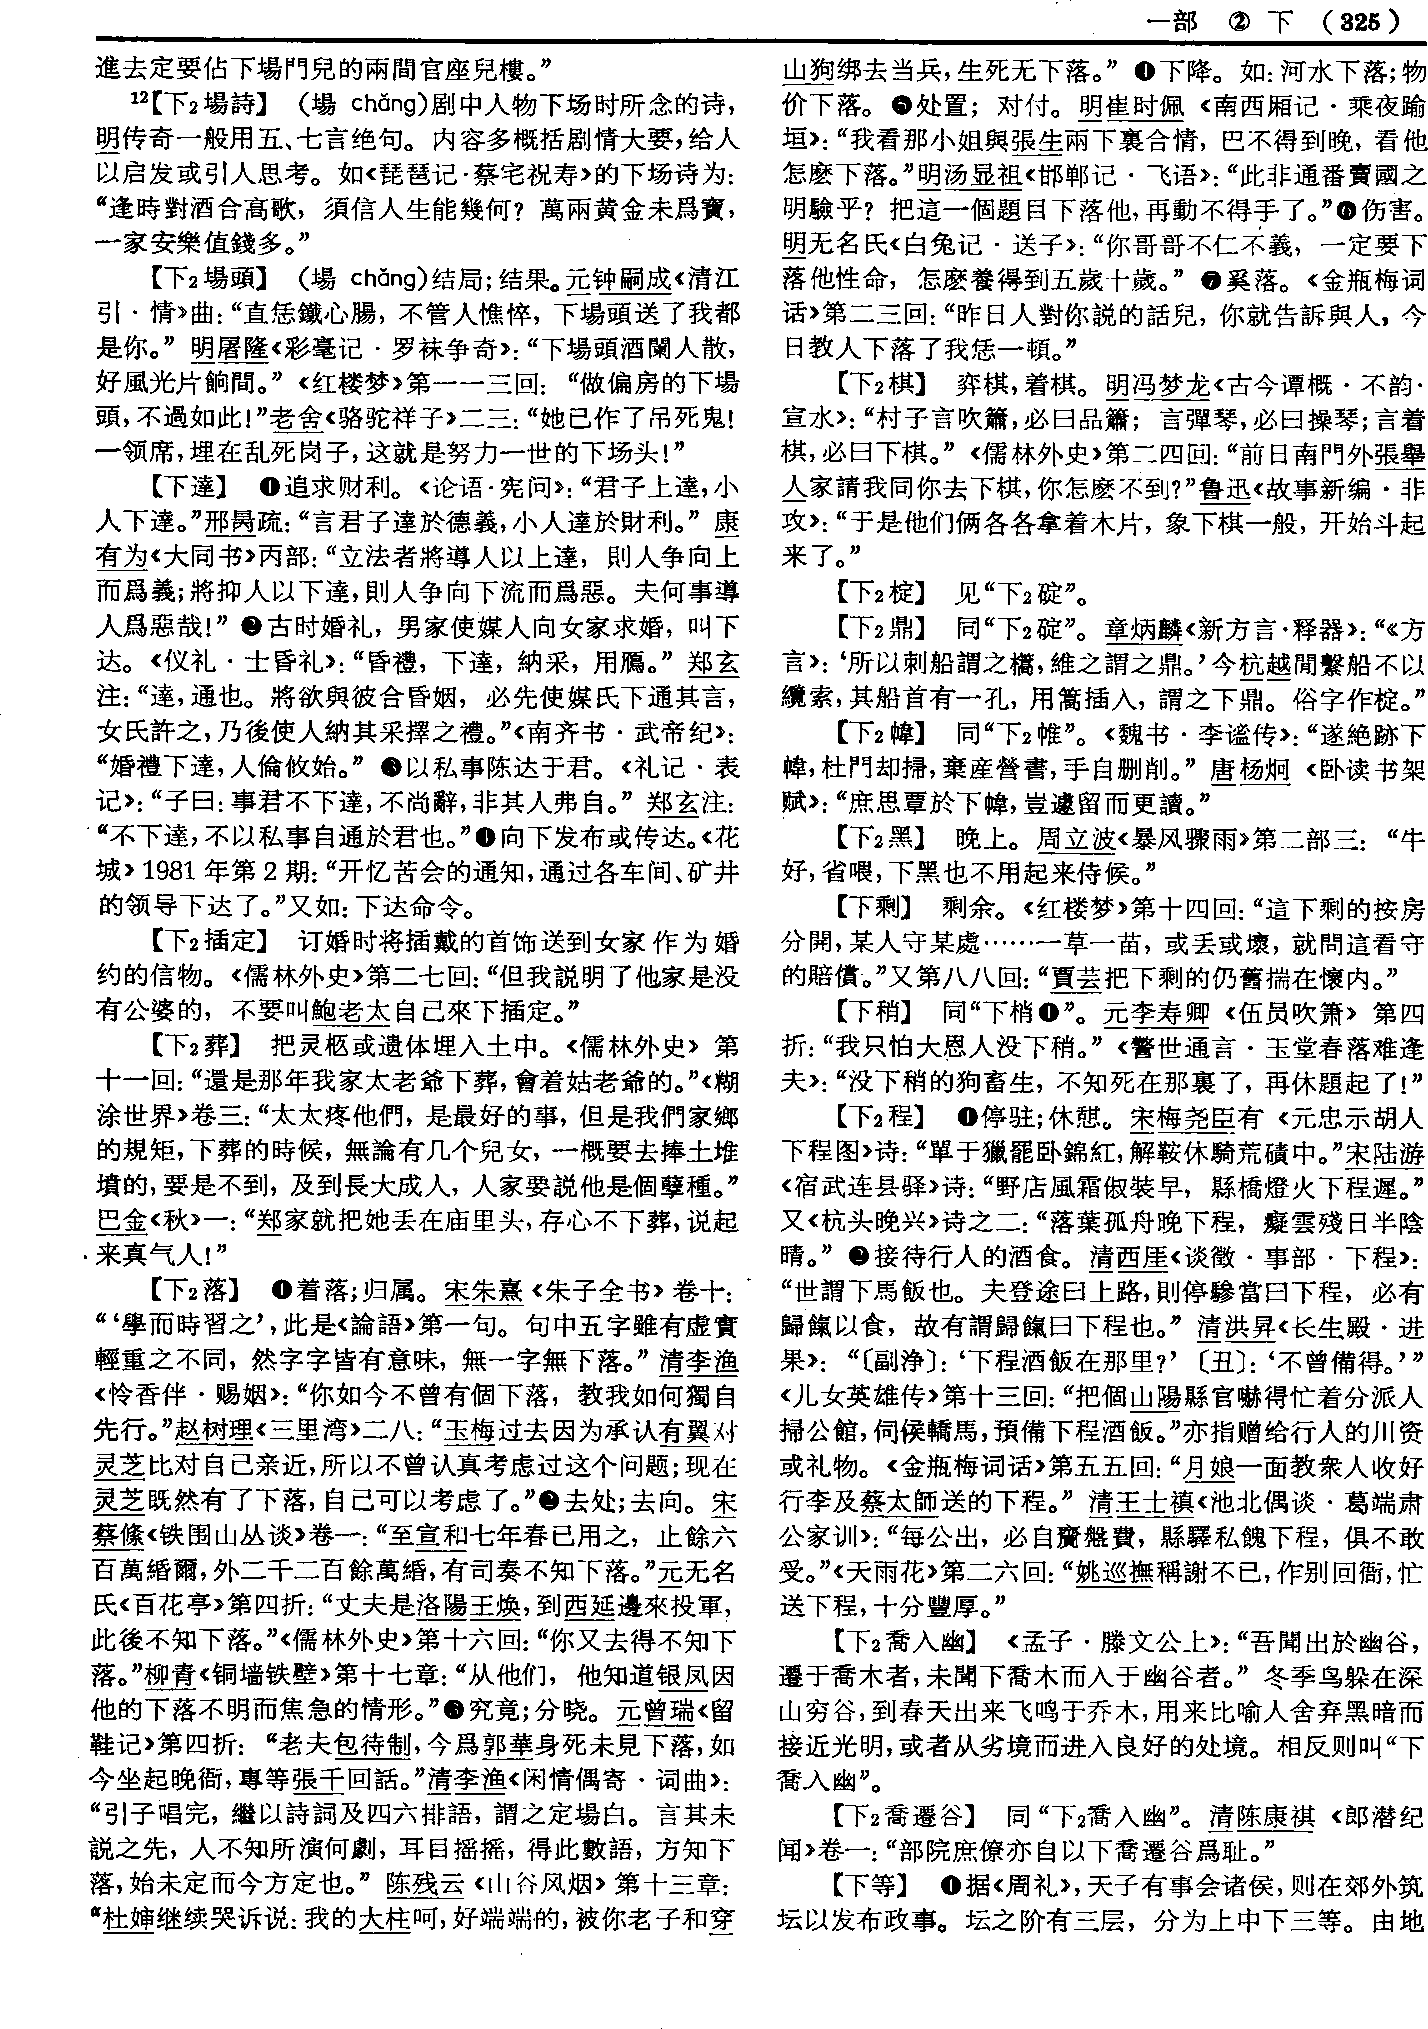 一部 ② 下 (325)
進去定要佔下場門兒的兩間官座兒樓。”
¹²【下₂場詩】 （場 chǎng）剧中人物下场时所念的诗，
明传奇一般用五、七言绝句。内容多概括剧情大要，给人
以启发或引人思考。如《琵琶记·蔡宅祝寿》的下场诗为：
“逢時對酒合高歌，須信人生能幾何？萬兩黄金未爲寶，
一家安樂值錢多。”
【下₂場頭】 （場 chǎng）结局；结果。元钟嗣成《清江
引·情》曲：“直恁鐵心腸，不管人憔悴，下場頭送了我都
是你。” 明屠隆《彩毫记·罗袜争奇》：“下場頭酒闌人散，
好風光片餉間。”《红楼梦》第一一三回：“做偏房的下場
頭，不過如此！”老舍《骆驼祥子》二三：“她已作了吊死鬼！
一领席，埋在乱死岗子，这就是努力一世的下场头！”
【下達】 ❶追求财利。《论语·宪问》：“君子上達，小
人下達。”邢昺疏：“言君子達於德義，小人達於財利。” 康
有为《大同书》丙部：“立法者將導人以上達，則人争向上
而爲義；將抑人以下達，則人争向下流而爲惡。夫何事導
人爲惡哉！” ❷古时婚礼，男家使媒人向女家求婚，叫下
达。《仪礼·士昏礼》：“昏禮，下達，納采，用鴈。” 郑玄
注：“達，通也。將欲與彼合昏姻，必先使媒氏下通其言，
女氏許之，乃後使人納其采擇之禮。”《南齐书·武帝纪》：
“婚禮下達，人倫攸始。” ❸以私事陈达于君。《礼记·表
记》：“子曰：事君不下達，不尚辭，非其人弗自。” 郑玄注：
“不下達，不以私事自通於君也。”❹向下发布或传达。《花
城》1981 年第 2 期：“开忆苦会的通知，通过各车间、矿井
的领导下达了。”又如：下达命令。
【下₂插定】 订婚时将插戴的首饰送到女家作为婚
约的信物。《儒林外史》第二七回：“但我説明了他家是没
有公婆的，不要叫鮑老太自己來下插定。”
【下₂葬】 把灵柩或遗体埋入土中。《儒林外史》第
十一回：“還是那年我家太老爺下葬，會着姑老爺的。”《糊
涂世界》卷三：“太太疼他們，是最好的事，但是我們家鄉
的規矩，下葬的時候，無論有几个兒女，一概要去捧土堆
墳的，要是不到，及到長大成人，人家要説他是個孽種。”
巴金《秋》一：“郑家就把她丢在庙里头，存心不下葬，说起
来真气人！”
【下₂落】 ❶着落；归属。宋朱熹《朱子全书》卷十：
“‘學而時習之’，此是《論語》第一句。句中五字雖有虚實
輕重之不同，然字字皆有意味，無一字無下落。” 清李渔
《怜香伴·赐姻》：“你如今不曾有個下落，教我如何獨自
先行。”赵树理《三里湾》二八：“玉梅过去因为承认有翼对
灵芝比对自己亲近，所以不曾认真考虑过这个问题；现在
灵芝既然有了下落，自己可以考虑了。”❷去处；去向。宋
蔡絛《铁围山丛谈》卷一：“至宣和七年春已用之，止餘六
百萬緡爾，外二千二百餘萬緡，有司奏不知下落。”元无名
氏《百花亭》第四折：“丈夫是洛陽王焕，到西延邊來投軍，
此後不知下落。”《儒林外史》第十六回：“你又去得不知下
落。”柳青《铜墙铁壁》第十七章：“从他们，他知道银凤因
他的下落不明而焦急的情形。”❸究竟；分晓。元曾瑞《留
鞋记》第四折：“老夫包待制，今爲郭華身死未見下落，如
今坐起晚衙，專等張千回話。”清李渔《闲情偶寄·词曲》：
“引子唱完，繼以詩詞及四六排語，謂之定場白。言其未
説之先，人不知所演何劇，耳目摇摇，得此數語，方知下
落，始未定而今方定也。” 陈残云《山谷风烟》第十三章：
“杜婶继续哭诉说：我的大柱呵，好端端的，被你老子和穿
山狗绑去当兵，生死无下落。”❹下降。如：河水下落；物
价下落。❺处置；对付。明崔时佩《南西厢记·乘夜踰
垣》：“我看那小姐與張生兩下裏合情，巴不得到晚，看他
怎麽下落。”明汤显祖《邯郸记·飞语》：“此非通番賣國之
明驗乎？把這一個題目下落他，再動不得手了。”❻伤害。
明无名氏《白兔记·送子》：“你哥哥不仁不義，一定要下
落他性命，怎麽養得到五歲十歲。” ❼奚落。《金瓶梅词
话》第二三回：“昨日人對你説的話兒，你就告訴與人，今
日教人下落了我恁一頓。”
【下₂棋】 弈棋，着棋。明冯梦龙《古今谭概·不韵·
宣水》：“村子言吹簫，必曰品簫；言彈琴，必曰操琴；言着
棋，必曰下棋。”《儒林外史》第二四回：“前日南門外張舉
人家請我同你去下棋，你怎麽不到？”鲁迅《故事新编·非
攻》：“于是他们俩各各拿着木片，象下棋一般，开始斗起
来了。”
【下₂椗】 见“下₂碇”。
【下₂鼎】 同“下₂碇”。章炳麟《新方言·释器》：“《方
言》：‘所以刺船謂之㰏，維之謂之鼎。’今杭越間繫船不以
纜索，其船首有一孔，用篙插入，謂之下鼎。俗字作椗。”
【下₂幃】 同“下₂帷”。《魏书·李谧传》：“遂絶跡下
幃，杜門却掃，棄産營書，手自删削。” 唐杨炯《卧读书架
赋》：“庶思覃於下幃，豈遽留而更讀。”
【下₂黑】 晚上。周立波《暴风骤雨》第二部三：“牛
好，省喂，下黑也不用起来侍候。”
【下剩】 剩余。《红楼梦》第十四回：“這下剩的按房
分開，某人守某處……一草一苗，或丢或壞，就問這看守
的賠償。”又第八八回：“賈芸把下剩的仍舊揣在懷内。”
【下稍】 同“下梢❶”。元李寿卿《伍员吹箫》第四
折：“我只怕大恩人没下稍。”《警世通言·玉堂春落难逢
夫》：“没下稍的狗畜生，不知死在那裏了，再休題起了！”
【下₂程】 ❶停驻；休憩。宋梅尧臣有《元忠示胡人
下程图》诗：“單于獵罷卧錦紅，解鞍休騎荒磧中。”宋陆游
《宿武连县驿》诗：“野店風霜俶裝早，縣橋燈火下程遲。”
又《杭头晚兴》诗之二：“落葉孤舟晚下程，癡雲殘日半陰
晴。” ❷接待行人的酒食。清西厓《谈徵·事部·下程》：
“世謂下馬飯也。夫登途曰上路，則停驂當曰下程，必有
歸餼以食，故有謂歸餼曰下程也。” 清洪昇《长生殿·进
果》：“〔副净〕：‘下程酒飯在那里？’〔丑〕：‘不曾備得。’”
《儿女英雄传》第十三回：“把個山陽縣官嚇得忙着分派人
掃公館，伺候轎馬，預備下程酒飯。”亦指赠给行人的川资
或礼物。《金瓶梅词话》第五五回：“月娘一面教衆人收好
行李及蔡太師送的下程。” 清王士禛《池北偶谈·葛端肃
公家训》：“每公出，必自賫盤費，縣驛私餽下程，俱不敢
受。”《天雨花》第二六回：“姚巡撫稱謝不已，作别回衙，忙
送下程，十分豐厚。”
【下₂喬入幽】 《孟子·滕文公上》：“吾聞出於幽谷，
遷于喬木者，未聞下喬木而入于幽谷者。” 冬季鸟躲在深
山穷谷，到春天出来飞鸣于乔木，用来比喻人舍弃黑暗而
接近光明，或者从劣境而进入良好的处境。相反则叫“下
喬入幽”。
【下₂喬遷谷】 同“下₂喬入幽”。清陈康祺《郎潜纪
闻》卷一：“部院庶僚亦自以下喬遷谷爲耻。”
【下等】 ❶据《周礼》，天子有事会诸侯，则在郊外筑
坛以发布政事。坛之阶有三层，分为上中下三等。由地